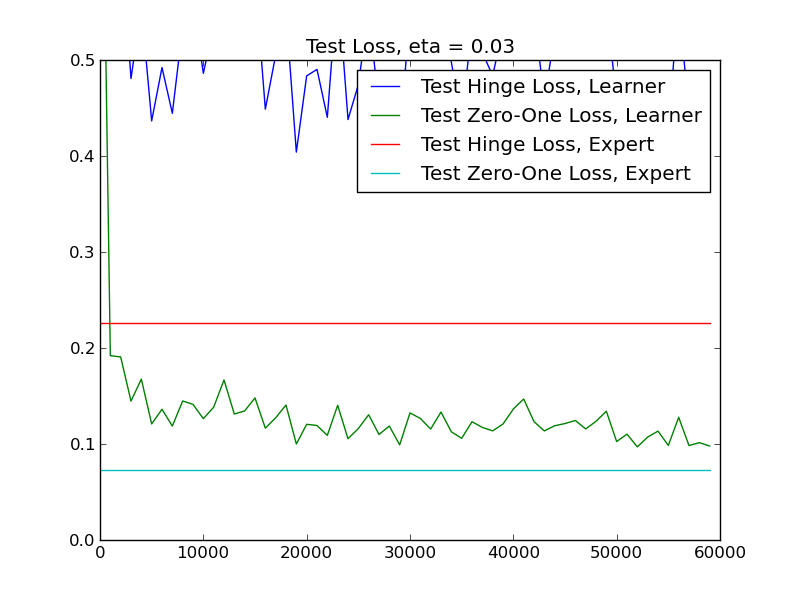 Test Loss, eta = 0.03
0.5
Test Hinge Loss, Learner
Test Zero-One Loss, Learner
Test Hinge Loss, Expert
Test Zero-One Loss, Expert
0.4
0.3
0.2
0.1
0.0
0 10000 20000 30000 40000 50000 60000